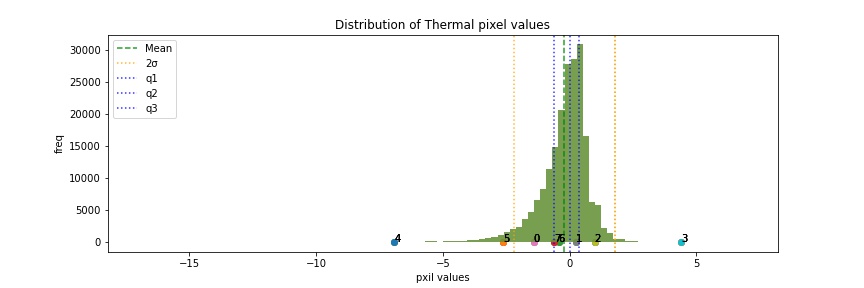 Distribution of Thermal pixel values
Mean
2σ
q1
q2
q3
freq
30000
25000
20000
15000
10000
5000
0
4
5
0
7
6
1
2
3
−15
−10
−5
0
5
pxil values